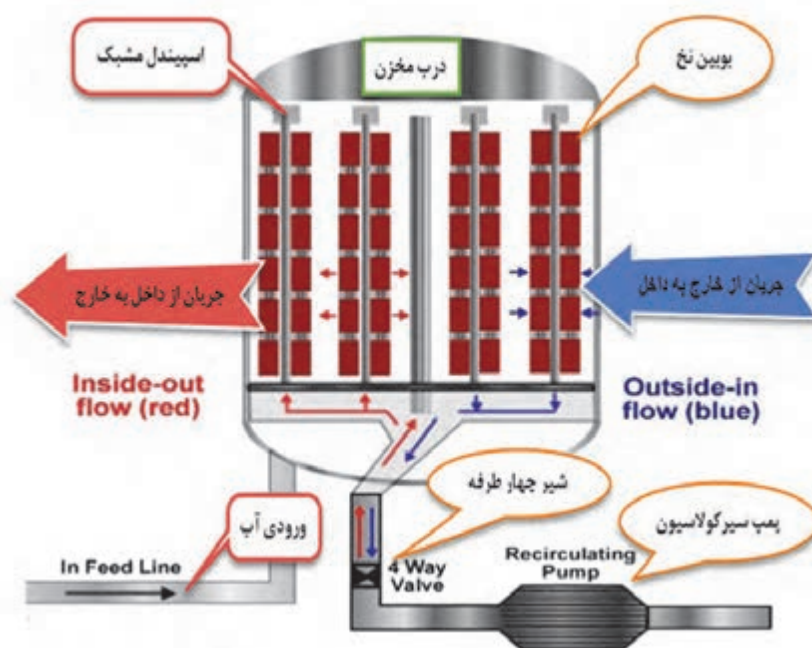 اسپیندل مشبک
درب مخزن
بوبین نخ
جریان از داخل به خارج
جریان از خارج به داخل
Inside-out
flow (red)
Outside-in
flow (blue)
شیر چهار طرفه
ورودی آب
پمپ سیرکولاسیون
In Feed Line
4 Way
Valve
Recirculating
Pump